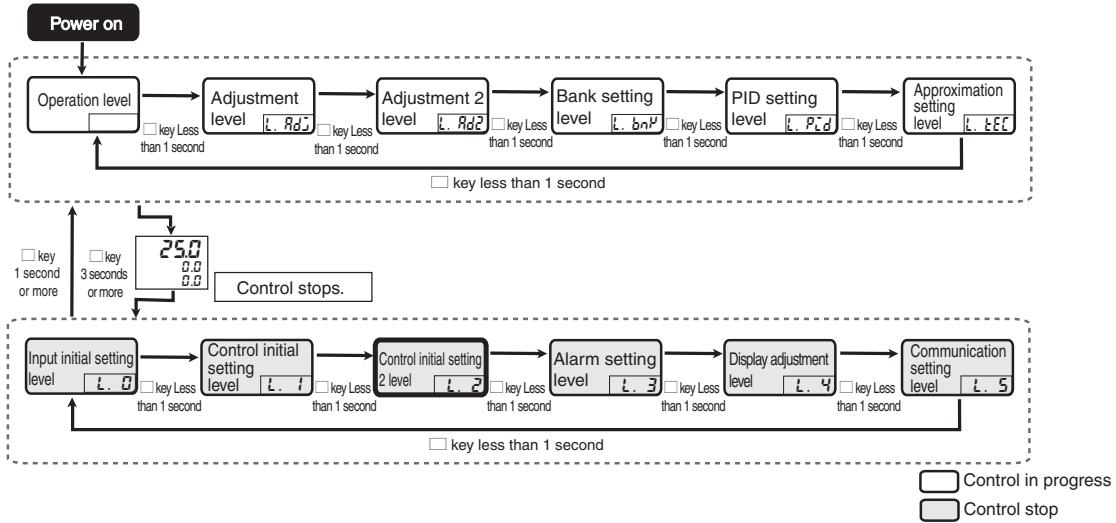 Power on
Operation level
Adjustment
level
L.AdJ
Adjustment 2
level
L.Ad2
Bank setting
level
L.bnK
PID setting
level
L.PId
Approximation
setting
level
L.tEC
key Less
than 1 second
key Less
than 1 second
key Less
than 1 second
key Less
than 1 second
key Less
than 1 second
key less than 1 second
key
1 second
or more
key
3 seconds
or more
25.0
0.0
0.0
Control stops.
Input initial setting
level
L.0
Control initial
setting
level
L.1
Control initial setting
2 level
L.2
Alarm setting
level
L.3
Display adjustment
level
L.4
Communication
setting
level
L.5
key Less
than 1 second
key Less
than 1 second
key Less
than 1 second
key Less
than 1 second
key Less
than 1 second
key less than 1 second
Control in progress
Control stop